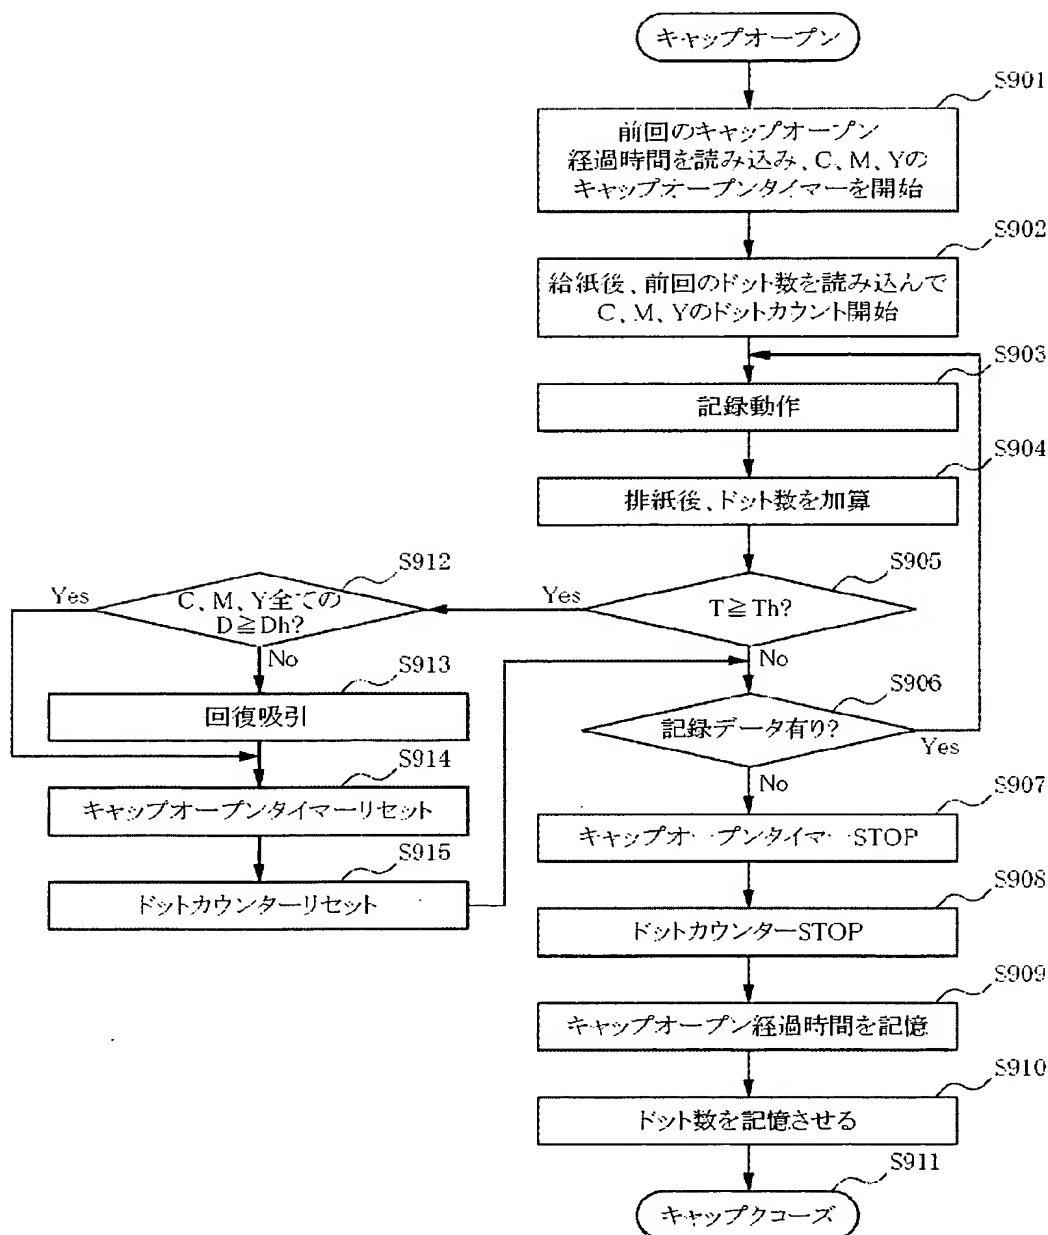 キャップオープン
S901
前回のキャップオープン
経過時間を読み込み、C、M、Yの
キャップオープンタイマーを開始
S902
給紙後、前回のドット数を読み込んで
C、M、Yのドットカウント開始
S903
記録動作
S904
排紙後、ドット数を加算
S905
T≧Th?
Yes
No
S912
C、M、Y全ての
D≧Dh?
Yes
No
S913
回復吸引
S914
キャップオープンタイマーリセット
S915
ドットカウンターリセット
S906
記録データ有り?
Yes
No
S907
キャップオープンタイマーSTOP
S908
ドットカウンターSTOP
S909
キャップオープン経過時間を記憶
S910
ドット数を記憶させる
S911
キャップクコーズ